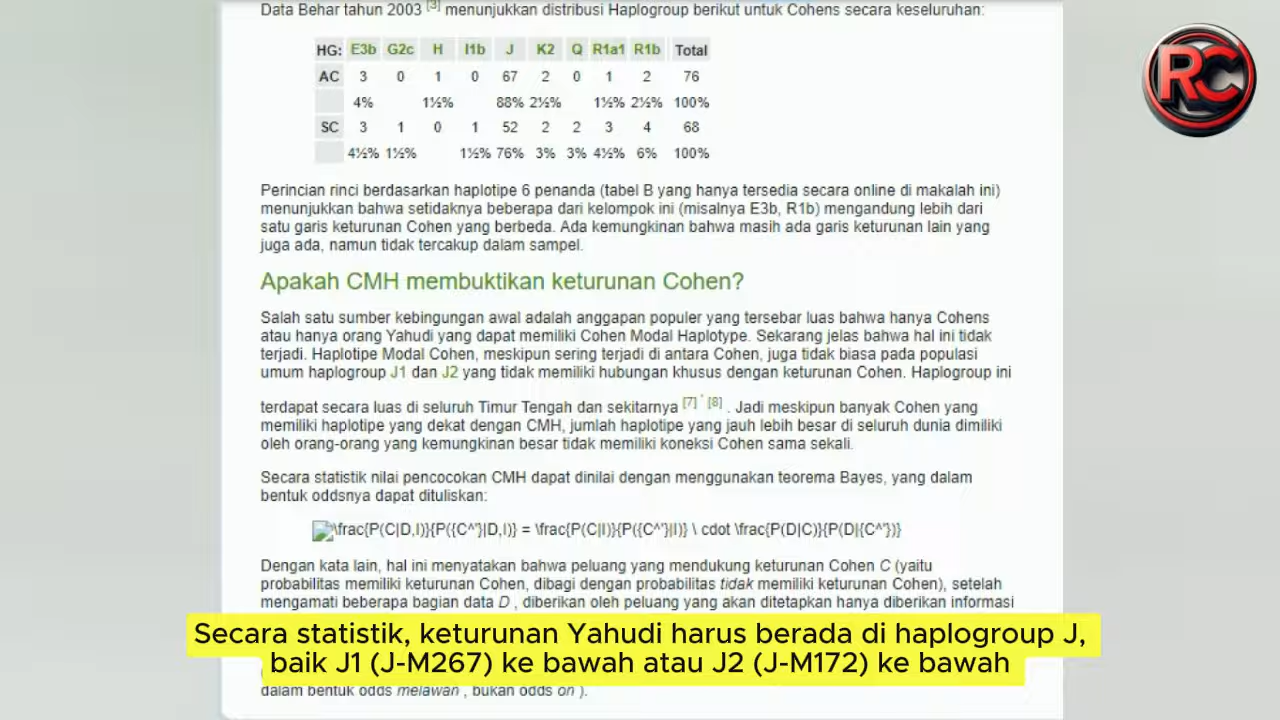 Data Behar tahun 2003 [3] menunjukkan distribusi Haplogroup berikut untuk Cohens secara keseluruhan:
HG: E3b G2c H I1b J K2 Q R1a1 R1b Total
AC 3 0 1 0 67 2 0 1 2 76
4% 1½% 88% 2½% 1½% 2½% 100%
SC 3 1 0 1 52 2 2 3 4 68
4½% 1½% 1½% 76% 3% 3% 4½% 6% 100%
RC
Perincian rinci berdasarkan haplotipe 6 penanda (tabel B yang hanya tersedia secara online di makalah ini)
menunjukkan bahwa setidaknya beberapa dari kelompok ini (misalnya E3b, R1b) mengandung lebih dari
satu garis keturunan Cohen yang berbeda. Ada kemungkinan bahwa masih ada garis keturunan lain yang
juga ada, namun tidak tercakup dalam sampel.
Apakah CMH membuktikan keturunan Cohen?
Salah satu sumber kebingungan awal adalah anggapan populer yang tersebar luas bahwa hanya Cohens
atau hanya orang Yahudi yang dapat memiliki Cohen Modal Haplotype. Sekarang jelas bahwa hal ini tidak
terjadi. Haplotipe Modal Cohen, meskipun sering terjadi di antara Cohen, juga tidak biasa pada populasi
umum haplogroup J1 dan J2 yang tidak memiliki hubungan khusus dengan keturunan Cohen. Haplogroup ini
terdapat secara luas di seluruh Timur Tengah dan sekitarnya [7] ' [8] . Jadi meskipun banyak Cohen yang
memiliki haplotipe yang dekat dengan CMH, jumlah haplotipe yang jauh lebih besar di seluruh dunia dimiliki
oleh orang-orang yang kemungkinan besar tidak memiliki koneksi Cohen sama sekali.
Secara statistik nilai pencocokan CMH dapat dinilai dengan menggunakan teorema Bayes, yang dalam
bentuk oddsnya dapat dituliskan:
\frac{P(C|D,I)}{P({C^'}|D,I)} = \frac{P(C|I)}{P({C^'}|I)} \ cdot \frac{P(D|C)}{P(D|{C^'})}
Dengan kata lain, hal ini menyatakan bahwa peluang yang mendukung keturunan Cohen C (yaitu
probabilitas memiliki keturunan Cohen, dibagi dengan probabilitas tidak memiliki keturunan Cohen), setelah
mengamati beberapa bagian data D , diberikan oleh peluang yang akan ditetapkan hanya diberikan informasi
Secara statistik, keturunan Yahudi harus berada di haplogroup J,
baik J1 (J-M267) ke bawah atau J2 (J-M172) ke bawah
dalam bentuk odds melawan , bukan odds on ).